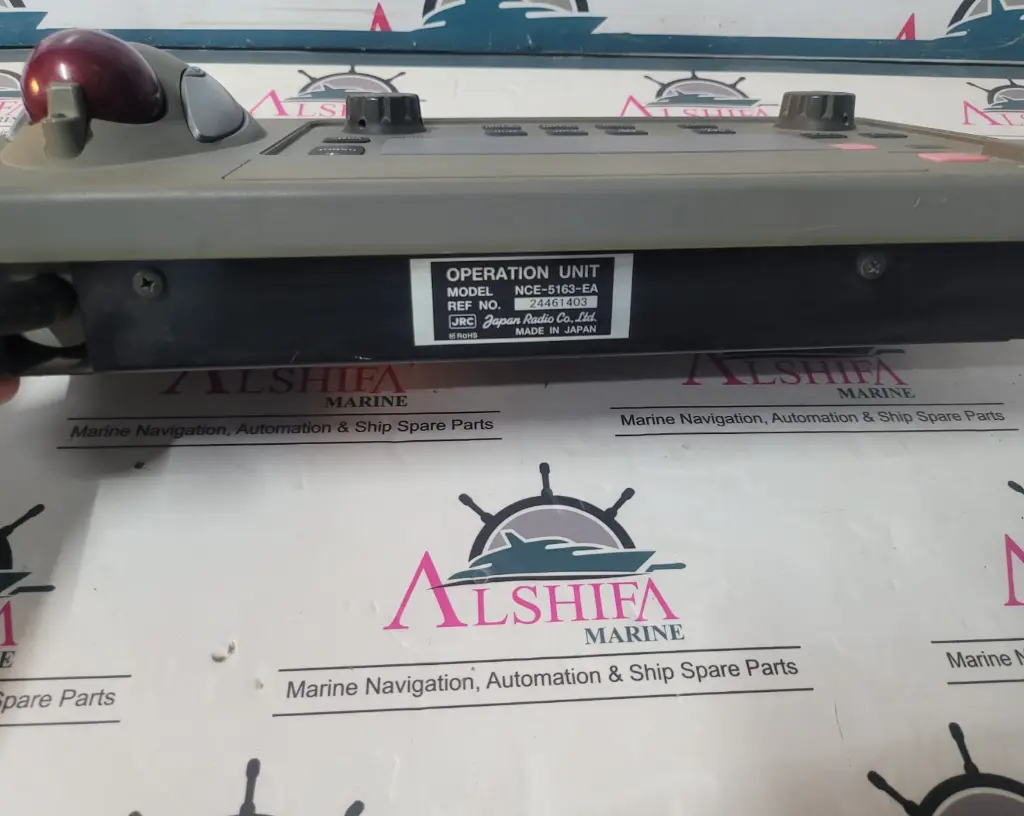 ALSHIFA
ALSHIFA
OPERATION UNIT
MODEL NCE-5163-EA
REF NO. 24461403
JRC Japan Radio Co., Ltd.
MADE IN JAPAN
RoHS
ALSHIFA
MARINE
Marine Navigation, Automation & Ship Spare Parts
ALSHIFA
MARINE
Marine Navigation, Automation & Ship Spare Parts
ALSHIFA
MARINE
Marine Navigation, Automation & Ship Spare Parts
Spare Parts
Marine